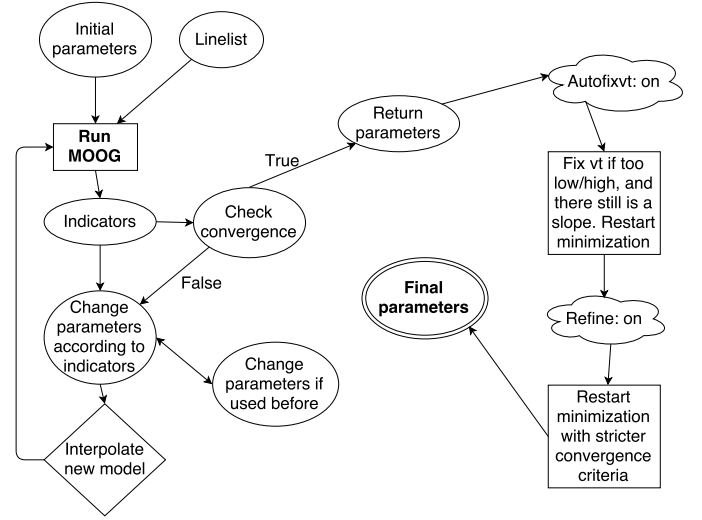 Initial
parameters
Linelist
Run
MOOG
Indicators
Check
convergence
True
False
Return
parameters
Autofixvt: on
Fix vt if too
low/high, and
there still is a
slope. Restart
minimization
Refine: on
Restart
minimization
with stricter
convergence
criteria
Final
parameters
Change
parameters
according to
indicators
Change
parameters if
used before
Interpolate
new model